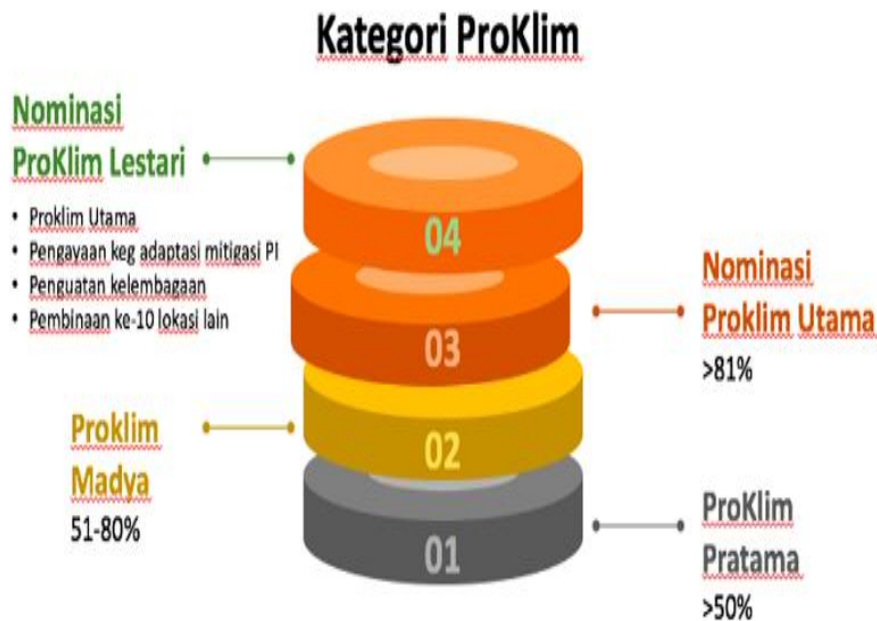 Kategori ProKlim
Nominasi
ProKlim Lestari
• Proklim Utama
• Pengayaan keg adaptasi mitigasi PI
• Penguatan kelembagaan
• Pembinaan ke-10 lokasi lain
04
Nominasi
Proklim Utama
>81%
03
Proklim
Madya
51-80%
02
ProKlim
Pratama
>50%
01